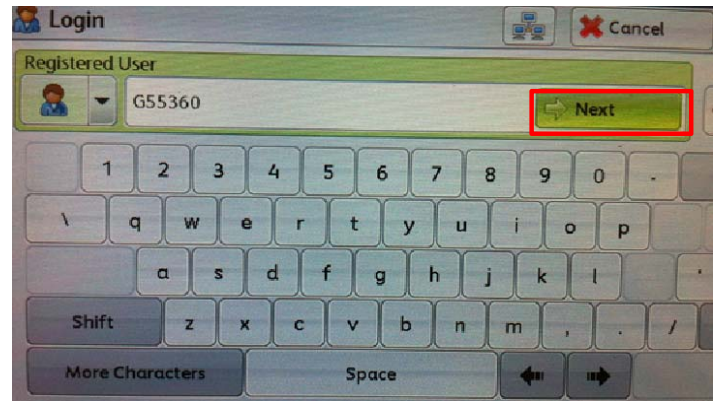 Login
Cancel
Registered User
G55360
Next
1 2 3 4 5 6 7 8 9 0 -
\ q w e r t y u i o p
a s d f g h j k l '
Shift z x c v b n m , . /
More Characters Space